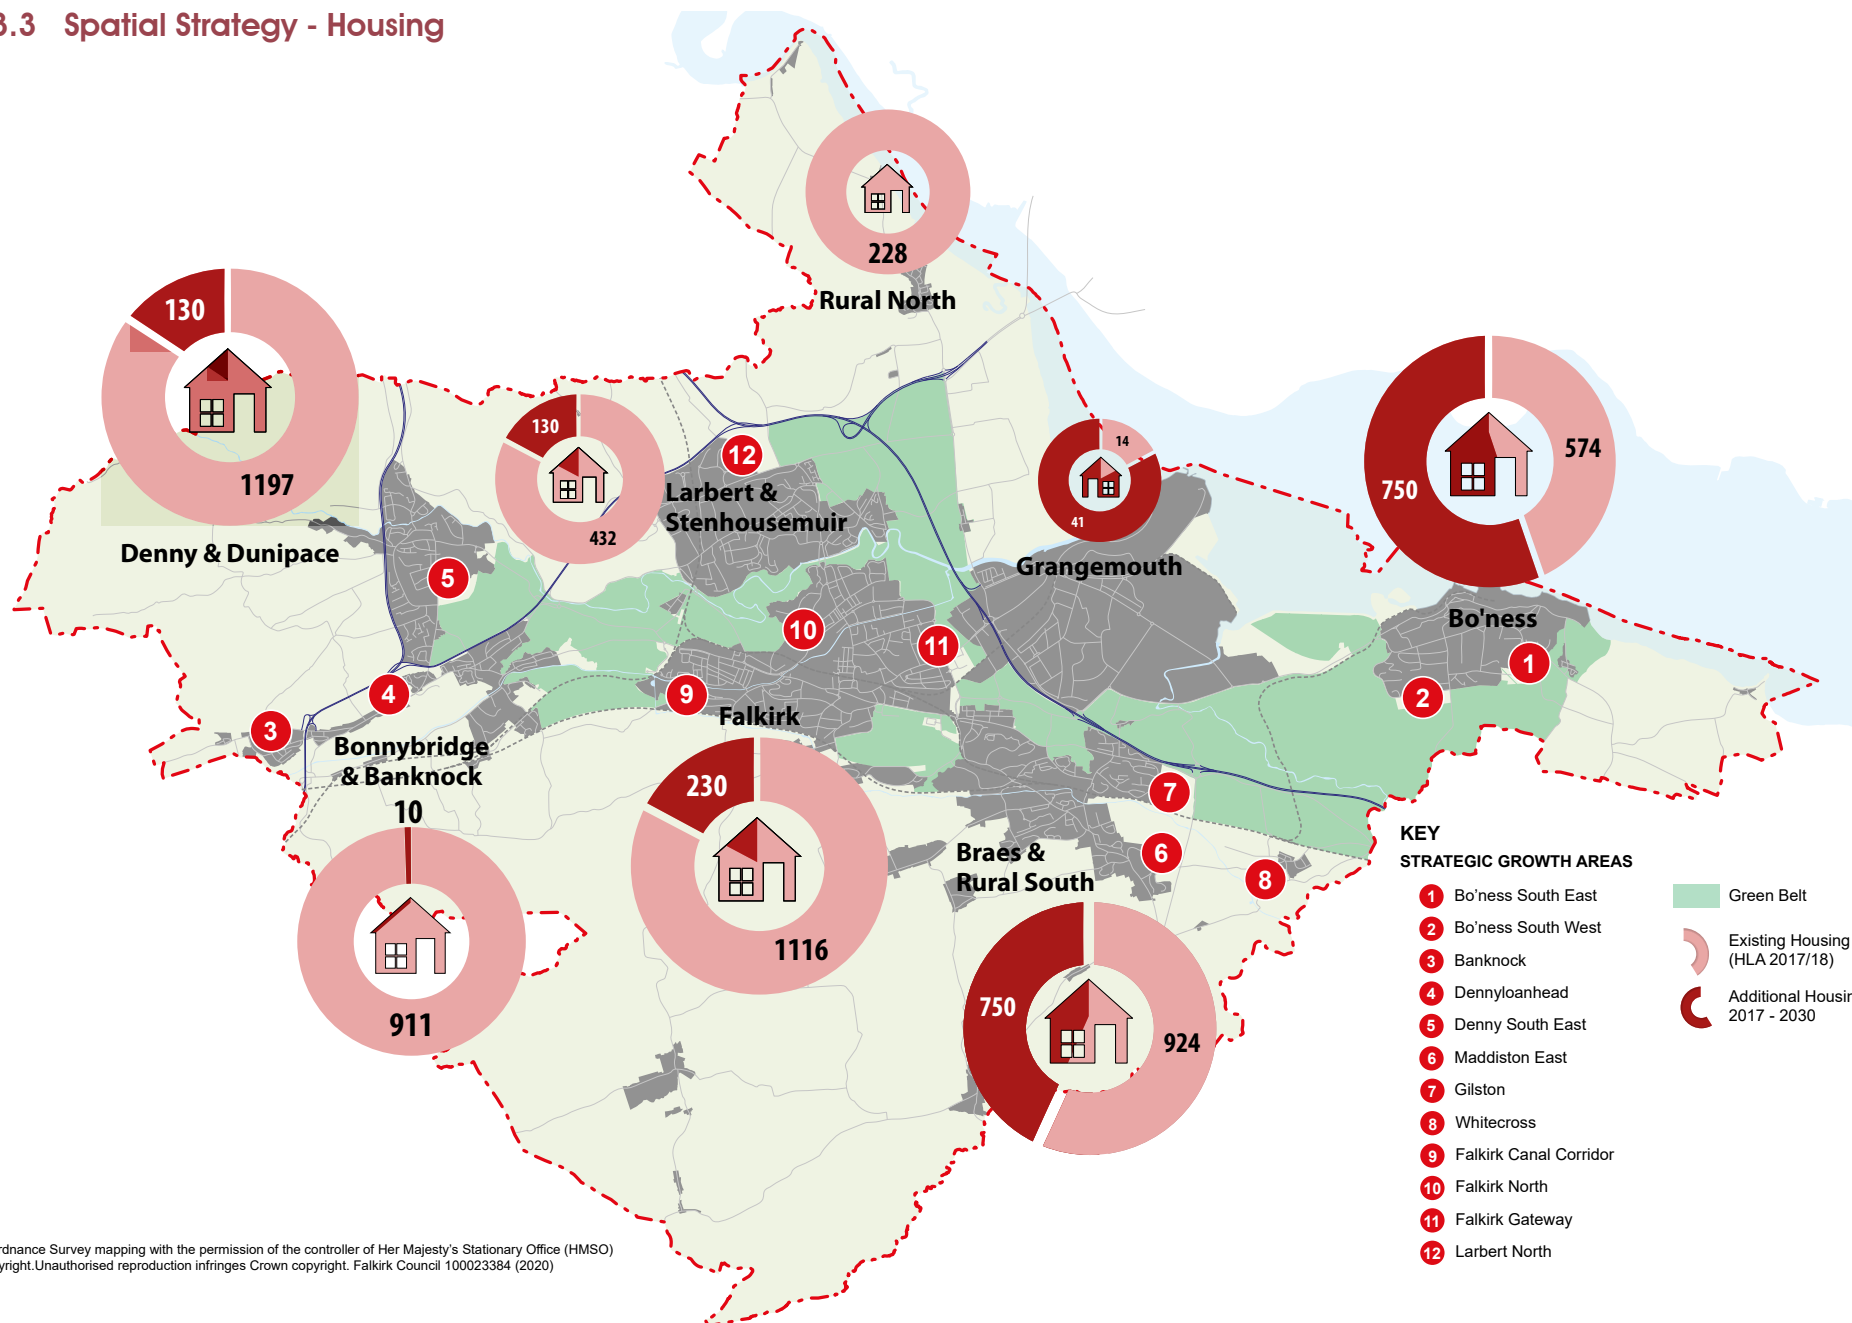 3.3 Spatial Strategy - Housing
228
Rural North
130
1197
Denny & Dunipace
130
432
12
Larbert &
Stenhousemuir
14
41
Grangemouth
574
750
Bo'ness
1
2
5
10
11
4
9
3
Falkirk
Bonnybridge
& Banknock
10
911
230
1116
7
6
8
Braes &
Rural South
750
924
KEY
STRATEGIC GROWTH AREAS
1 Bo'ness South East
2 Bo'ness South West
3 Banknock
4 Dennyloanhead
5 Denny South East
6 Maddiston East
7 Gilston
8 Whitecross
9 Falkirk Canal Corridor
10 Falkirk North
11 Falkirk Gateway
12 Larbert North
Green Belt
Existing Housing
(HLA 2017/18)
Additional Housin
2017 - 2030
rdnance Survey mapping with the permission of the controller of Her Majesty's Stationary Office (HMSO)
yright.Unauthorised reproduction infringes Crown copyright. Falkirk Council 100023384 (2020)